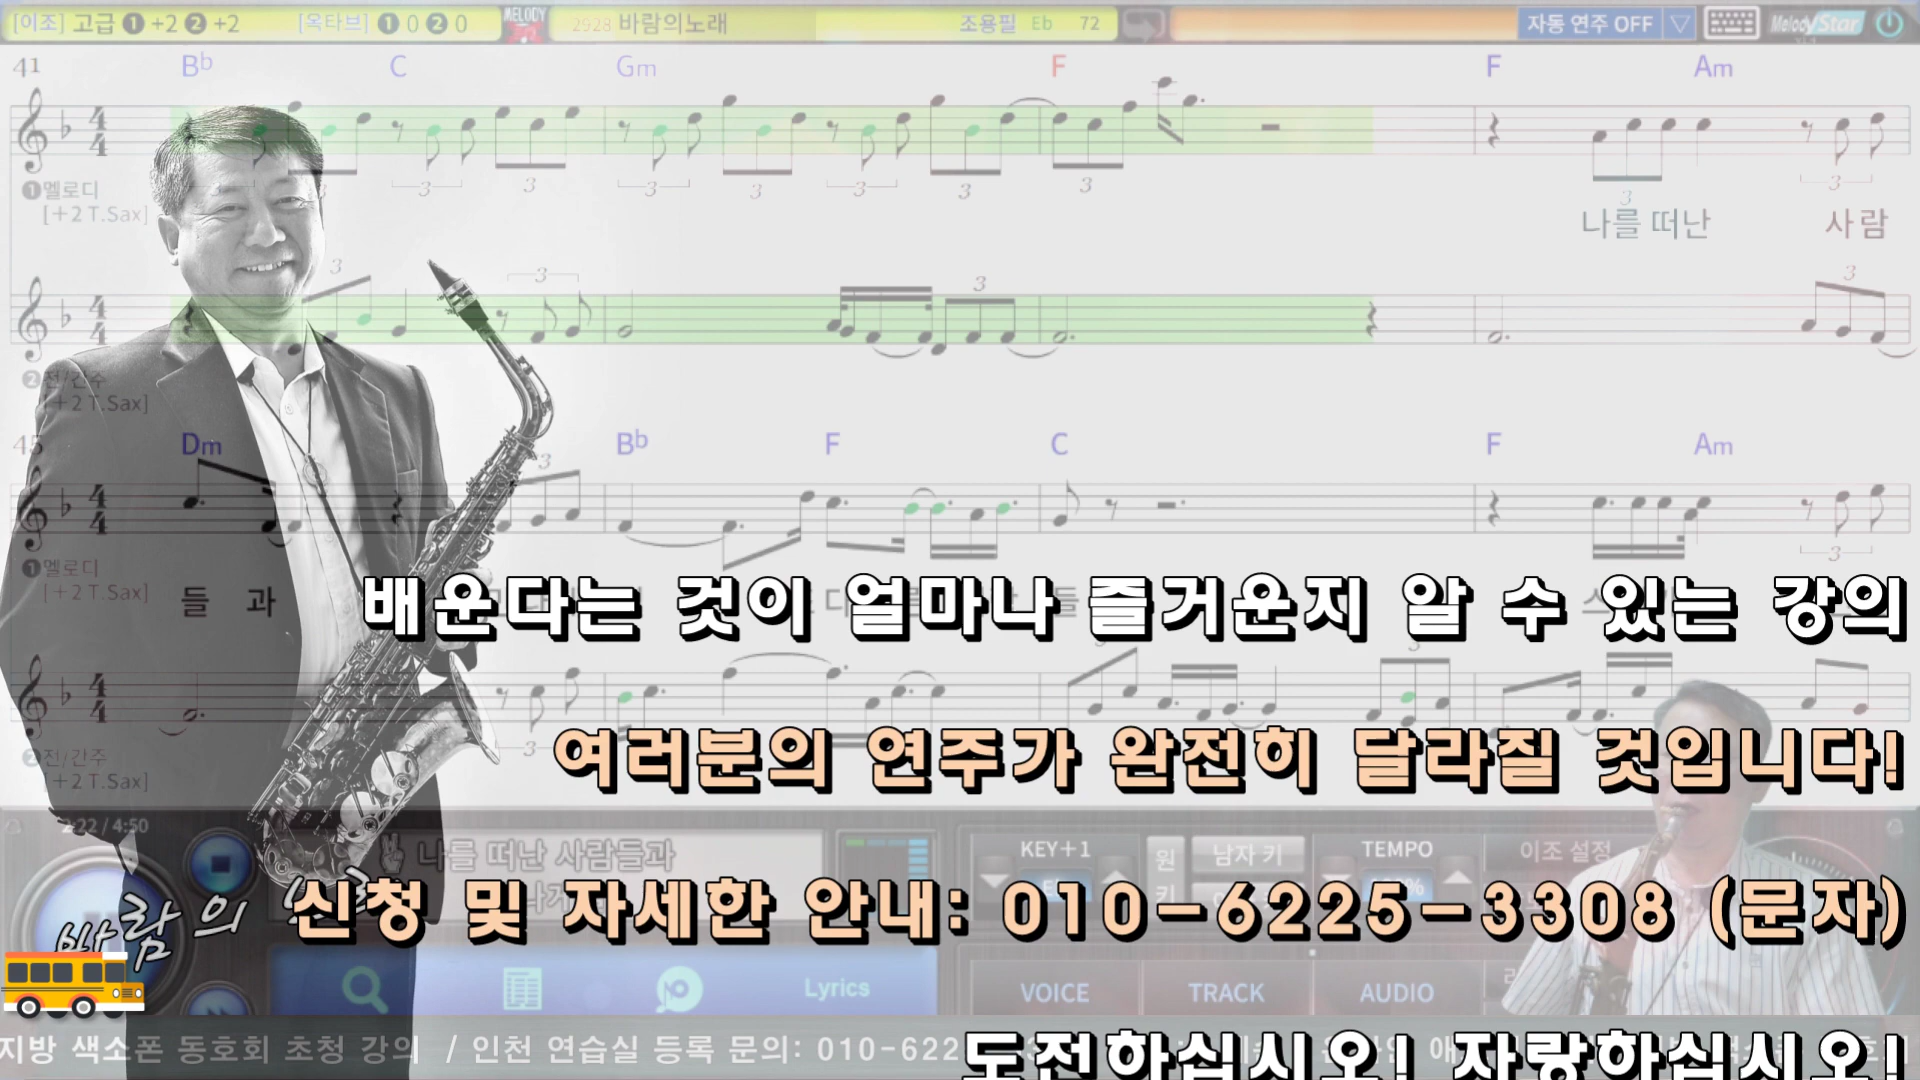 [이조] 고급 ❶ +2 ❷ +2 [옥타브] ❶ 0 ❷ 0 MELODY 2928 바람의노래 조용필 Eb 72 자동 연주 OFF MelodyStar
41 Bb C Gm F F Am
❶멜로디
[+2 T.Sax]
나를 떠난 사람
❷전/간주
[+2 T.Sax]
45 Dm Bb F C F Am
❶멜로디
[+2 T.Sax]
들 과
배운다는 것이 얼마나 즐거운지 알 수 있는 강의
여러분의 연주가 완전히 달라질 것입니다!
❷전/간주
[+2 T.Sax]
2:22 / 4:50
나를 떠난 사람들과
KEY+1 원 키 남자 키 TEMPO 이조 설정
신청 및 자세한 안내: 010-6225-3308 (문자)
바람의
Lyrics VOICE TRACK AUDIO
지방 색소폰 동호회 초청 강의 / 인천 연습실 등록 문의: 010-622
도전하십시오! 자랑하십시오!